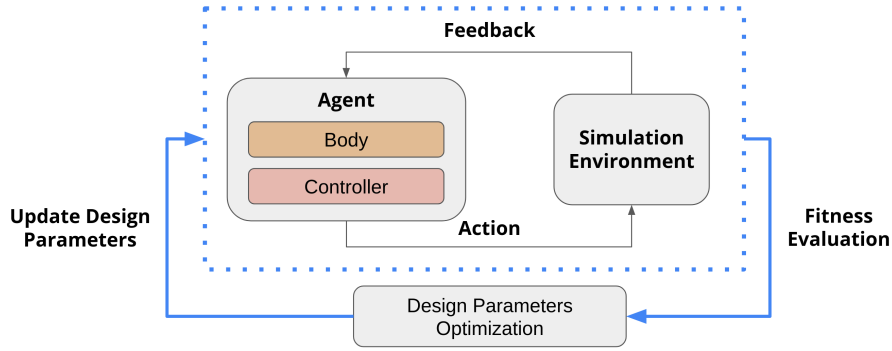 Feedback
Agent
Body
Controller
Simulation
Environment
Action
Update Design
Parameters
Fitness
Evaluation
Design Parameters
Optimization